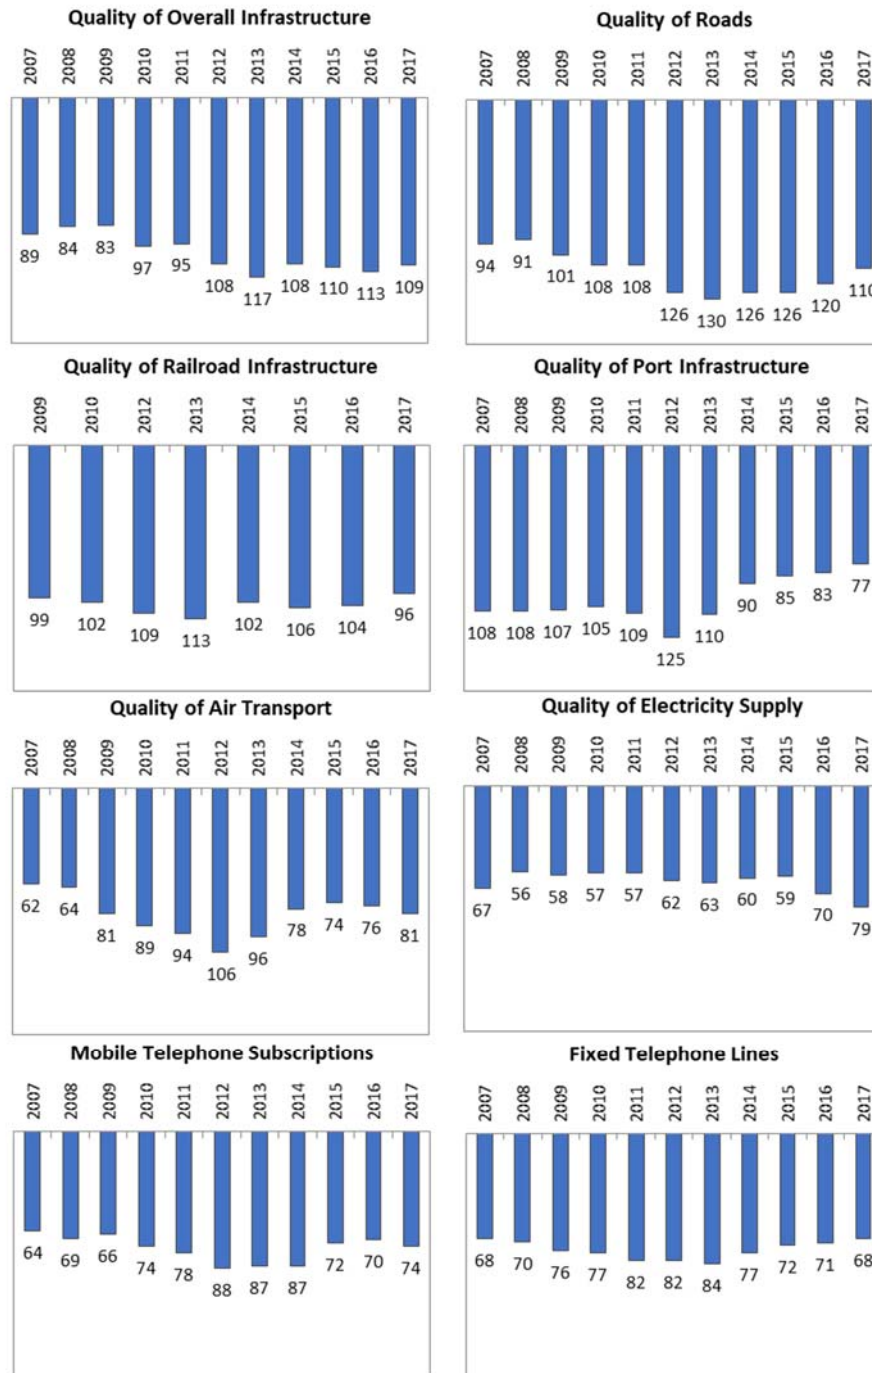 Quality of Overall Infrastructure
2007 2008 2009 2010 2011 2012 2013 2014 2015 2016 2017
89 84 83 97 95 108 117 108 110 113 109
Quality of Roads
2007 2008 2009 2010 2011 2012 2013 2014 2015 2016 2017
94 91 101 108 108 126 130 126 126 120 110
Quality of Railroad Infrastructure
2009 2010 2012 2013 2014 2015 2016 2017
99 102 109 113 102 106 104 96
Quality of Port Infrastructure
2007 2008 2009 2010 2011 2012 2013 2014 2015 2016 2017
108 108 107 105 109 125 110 90 85 83 77
Quality of Air Transport
2007 2008 2009 2010 2011 2012 2013 2014 2015 2016 2017
62 64 81 89 94 106 96 78 74 76 81
Quality of Electricity Supply
2007 2008 2009 2010 2011 2012 2013 2014 2015 2016 2017
67 56 58 57 57 62 63 60 59 70 79
Mobile Telephone Subscriptions
2007 2008 2009 2010 2011 2012 2013 2014 2015 2016 2017
64 69 66 74 78 88 87 87 72 70 74
Fixed Telephone Lines
2007 2008 2009 2010 2011 2012 2013 2014 2015 2016 2017
68 70 76 77 82 82 84 77 72 71 68